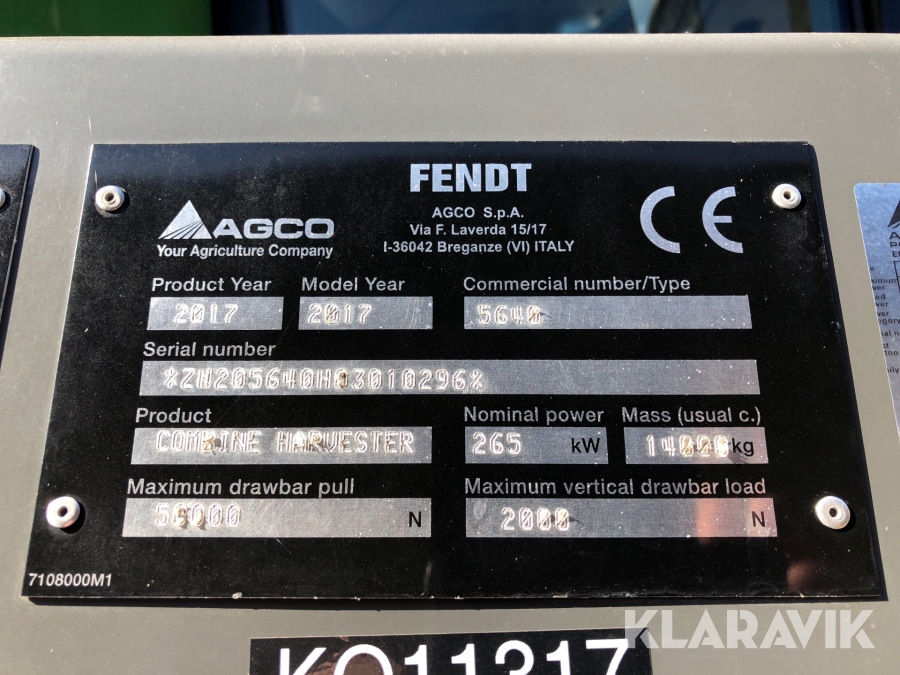 FENDT
AGCO
Your Agriculture Company
AGCO S.p.A.
Via F. Laverda 15/17
I-36042 Breganze (VI) ITALY
CE
Product Year Model Year Commercial number/Type
2017 2017 5640
Serial number
*ZN205640H03010296*
Product Nominal power Mass (usual c.)
COMBINE HARVESTER 265 kW 14000 kg
Maximum drawbar pull Maximum vertical drawbar load
N 2000 N
7108000M1
KLARAVIK
KO11317